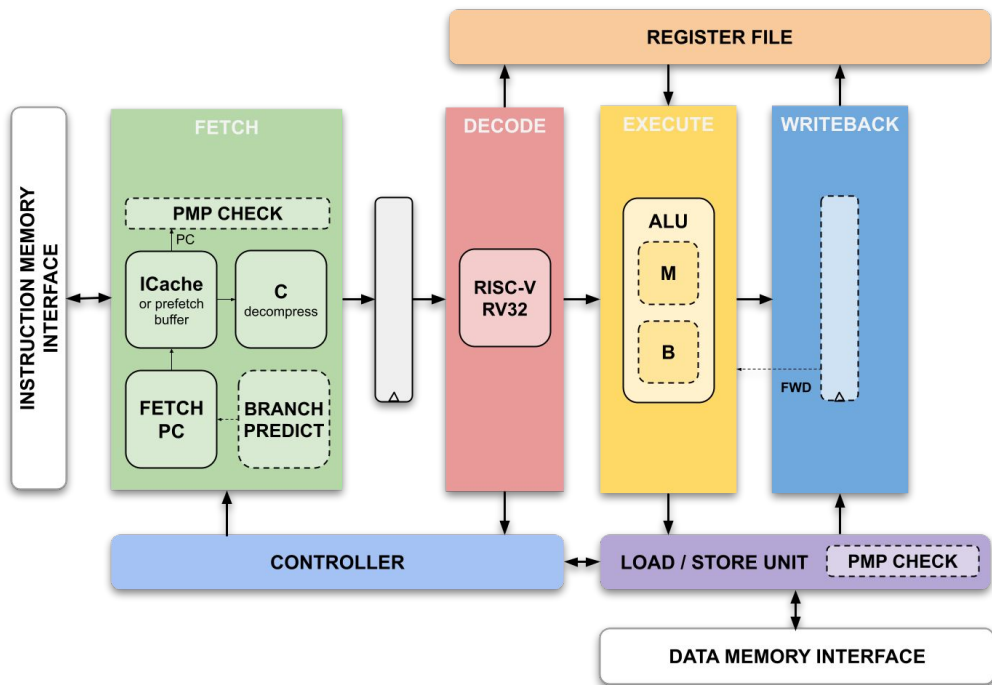 REGISTER FILE
INSTRUCTION MEMORY
INTERFACE
FETCH
PMP CHECK
PC
ICache
or prefetch
buffer
C
decompress
FETCH
PC
BRANCH
PREDICT
DECODE
RISC-V
RV32
EXECUTE
ALU
M
B
WRITEBACK
FWD
CONTROLLER
LOAD / STORE UNIT
PMP CHECK
DATA MEMORY INTERFACE